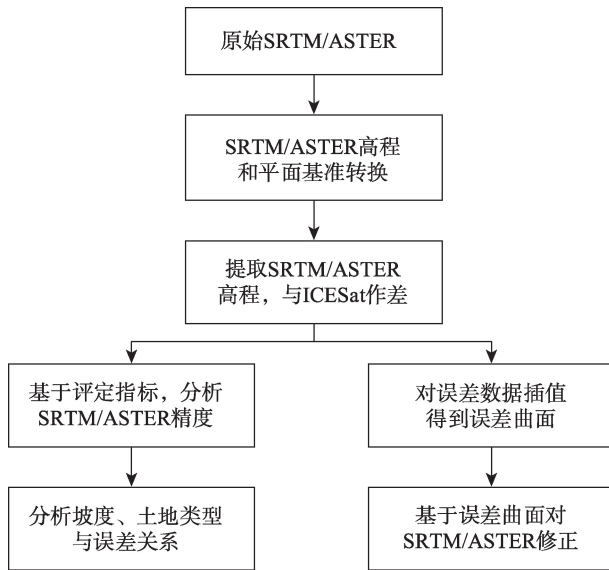 原始SRTM/ASTER
SRTM/ASTER高程
和平面基准转换
提取SRTM/ASTER
高程，与ICESat作差
基于评定指标，分析
SRTM/ASTER精度
对误差数据插值
得到误差曲面
分析坡度、土地类型
与误差关系
基于误差曲面对
SRTM/ASTER修正